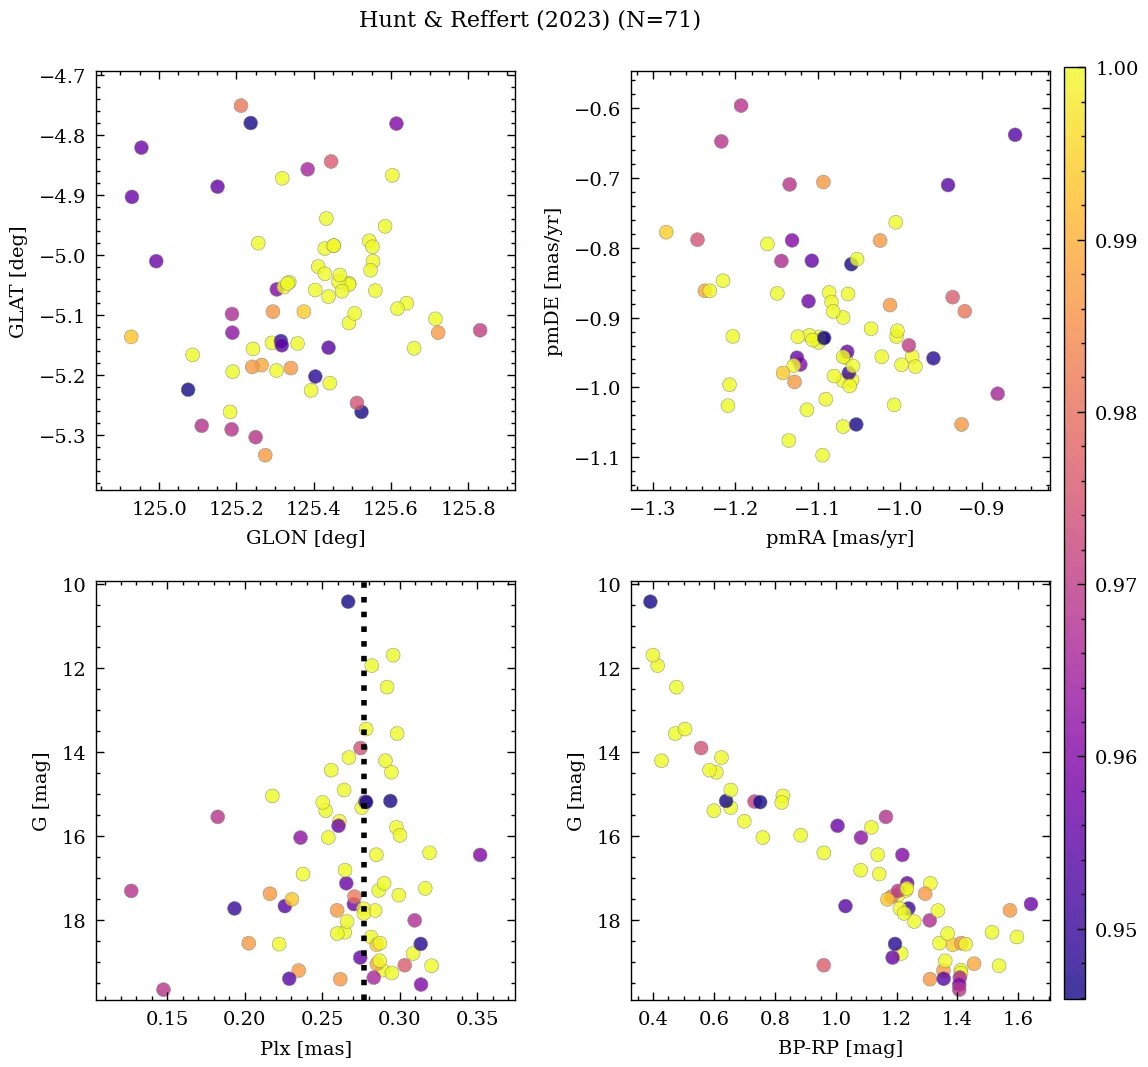 Hunt & Reffert (2023) (N=71)
−4.7
−4.8
−4.9
−5.0
−5.1
−5.2
−5.3
GLAT [deg]
125.0 125.2 125.4 125.6 125.8
GLON [deg]
−0.6
−0.7
−0.8
−0.9
−1.0
−1.1
pmDE [mas/yr]
−1.3 −1.2 −1.1 −1.0 −0.9
pmRA [mas/yr]
1.00
0.99
0.98
0.97
0.96
0.95
10
12
14
16
18
G [mag]
0.15 0.20 0.25 0.30 0.35
Plx [mas]
10
12
14
16
18
G [mag]
0.4 0.6 0.8 1.0 1.2 1.4 1.6
BP-RP [mag]